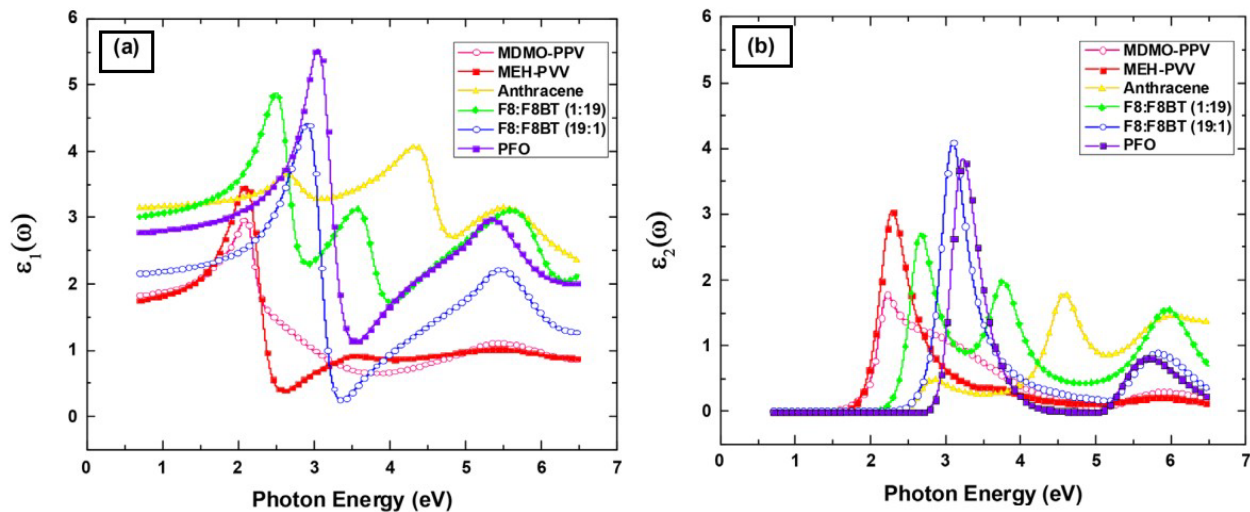 (a)
MDMO-PPV
MEH-PVV
Anthracene
F8:F8BT (1:19)
F8:F8BT (19:1)
PFO
ε₁(ω)
6
5
4
3
2
1
0
0 1 2 3 4 5 6 7
Photon Energy (eV)
(b)
MDMO-PPV
MEH-PVV
Anthracene
F8:F8BT (1:19)
F8:F8BT (19:1)
PFO
ε₂(ω)
6
5
4
3
2
1
0
0 1 2 3 4 5 6 7
Photon Energy (eV)